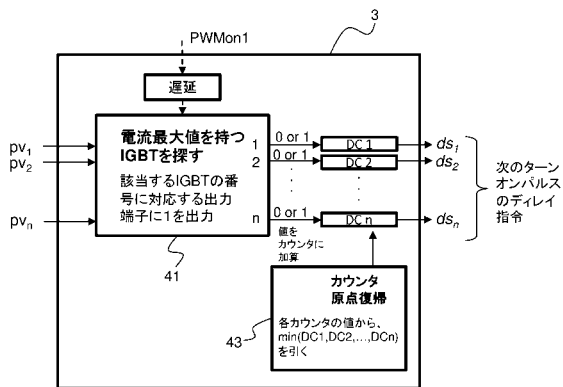 PWMon1
3
遅延
電流最大値を持つ
IGBTを探す
該当するIGBTの番
号に対応する出力
端子に1を出力
pv1
pv2
pvn
1
2
n
0 or 1
0 or 1
0 or 1
DC 1
DC 2
DC n
ds1
ds2
dsn
次のターン
オンパルス
のディレイ
指令
値を
カウンタに
加算
41
カウンタ
原点復帰
各カウンタの値から、
min(DC1,DC2,...,DCn)
を引く
43